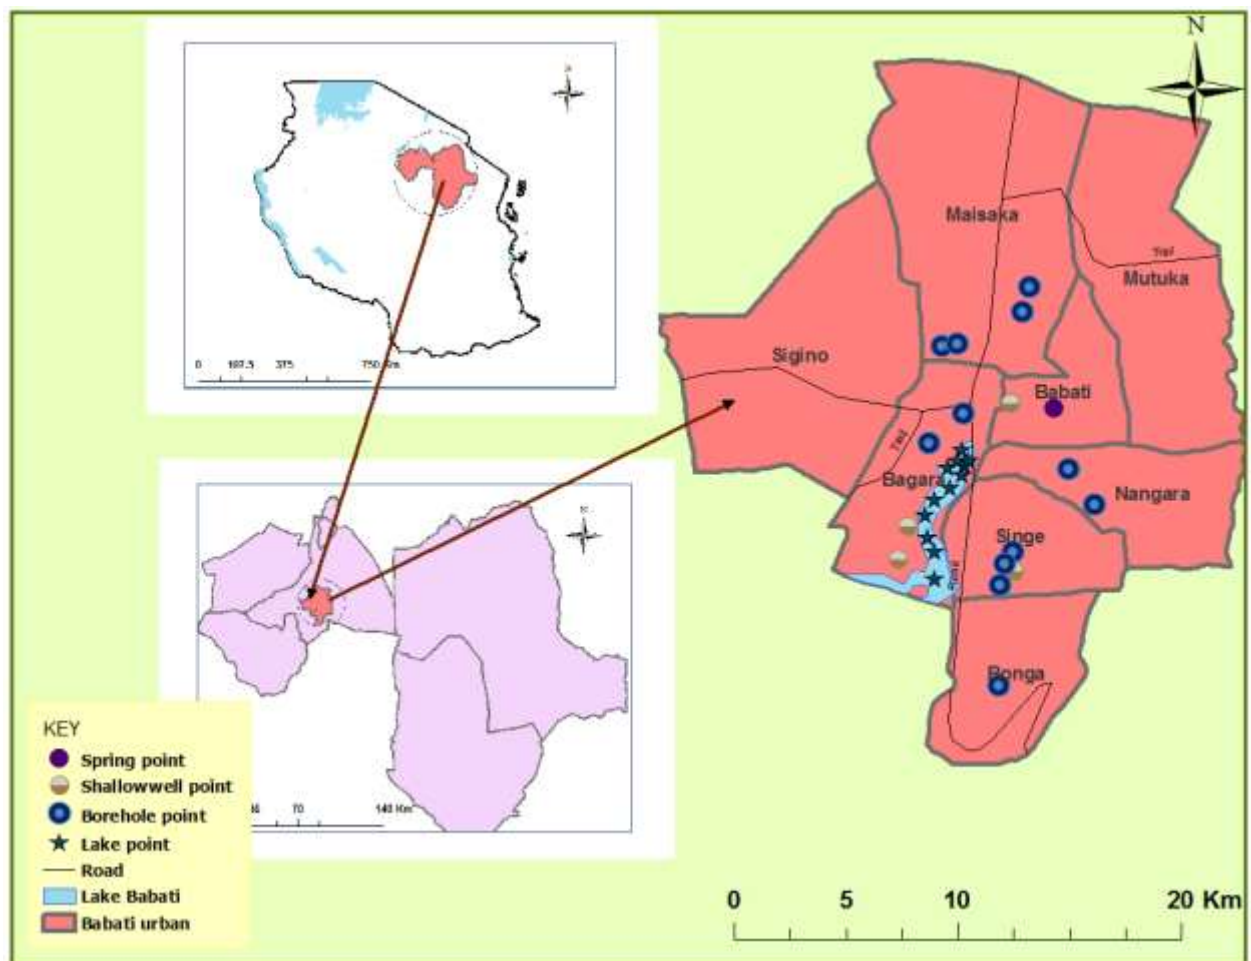 N
0 187.5 375 750 Km
Maisaka
Mutuka
Sigino
Babati
Bagara
Nangara
Singe
Bonga
70 140 Km
KEY
Spring point
Shallowwell point
Borehole point
Lake point
Road
Lake Babati
Babati urban
0 5 10 20 Km